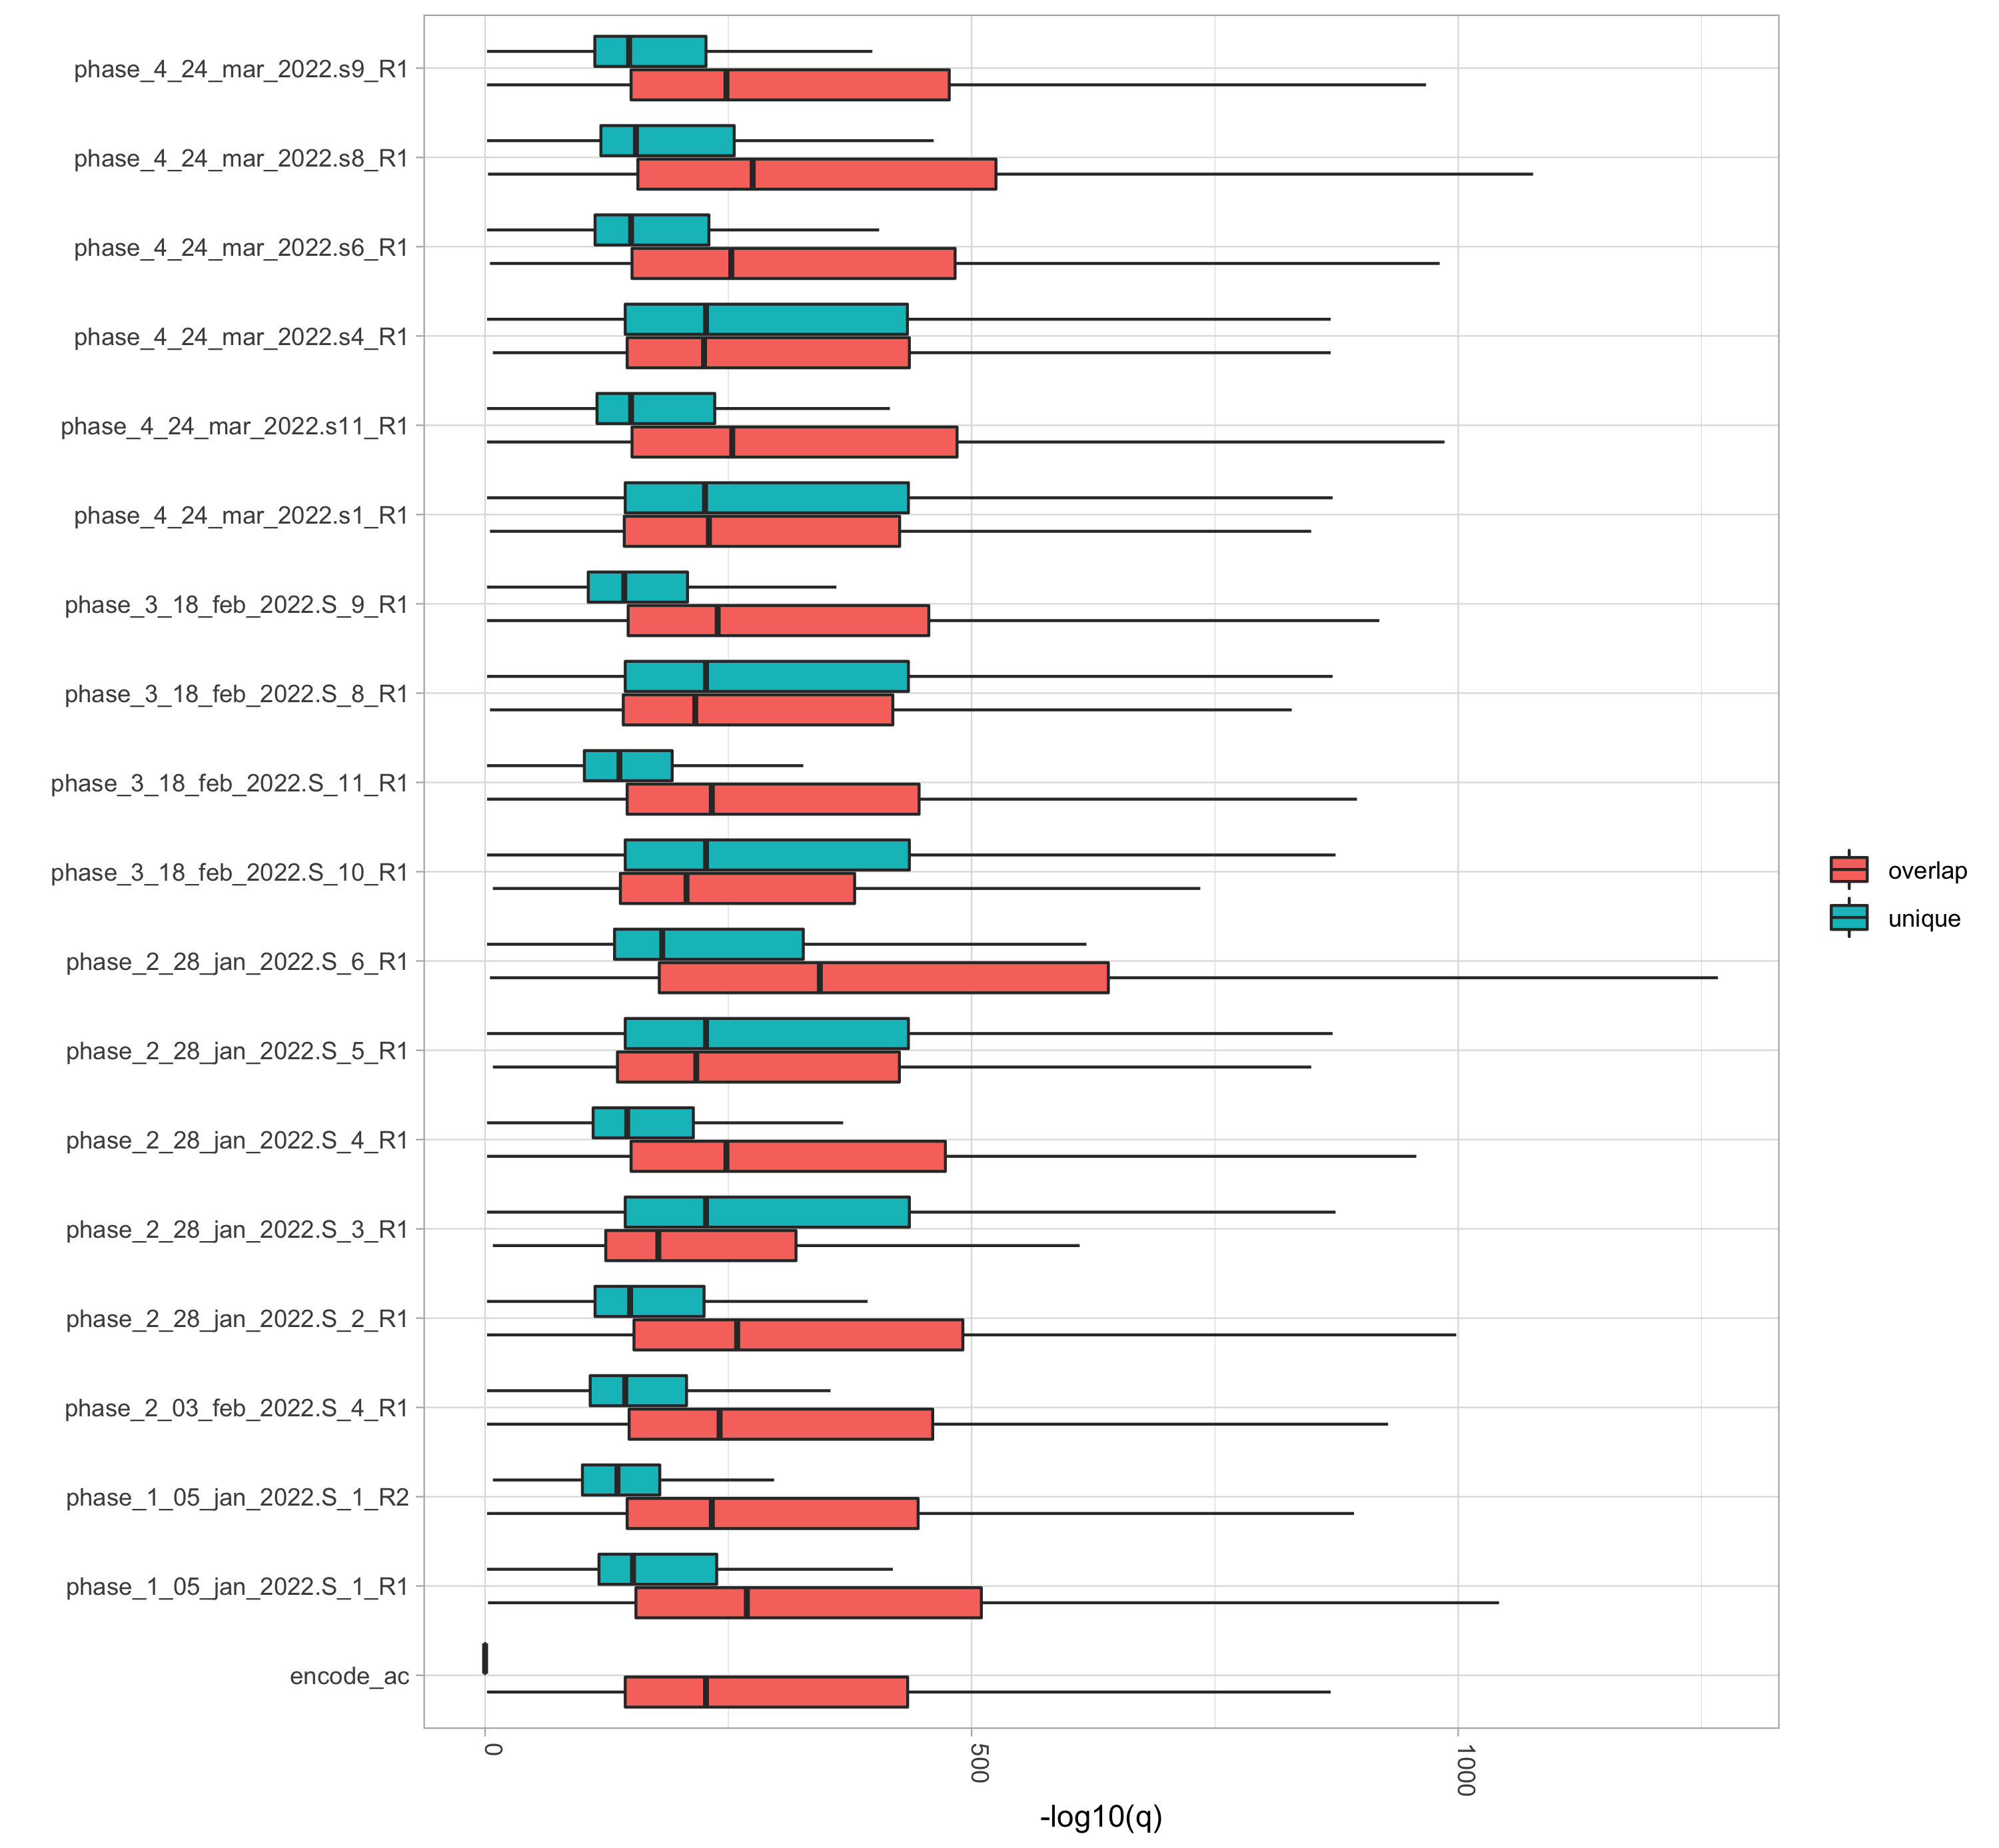 phase_4_24_mar_2022.s9_R1
phase_4_24_mar_2022.s8_R1
phase_4_24_mar_2022.s6_R1
phase_4_24_mar_2022.s4_R1
phase_4_24_mar_2022.s11_R1
phase_4_24_mar_2022.s1_R1
phase_3_18_feb_2022.S_9_R1
phase_3_18_feb_2022.S_8_R1
phase_3_18_feb_2022.S_11_R1
phase_3_18_feb_2022.S_10_R1
phase_2_28_jan_2022.S_6_R1
phase_2_28_jan_2022.S_5_R1
phase_2_28_jan_2022.S_4_R1
phase_2_28_jan_2022.S_3_R1
phase_2_28_jan_2022.S_2_R1
phase_2_03_feb_2022.S_4_R1
phase_1_05_jan_2022.S_1_R2
phase_1_05_jan_2022.S_1_R1
encode_ac
0
500
1000
-log10(q)
overlap
unique